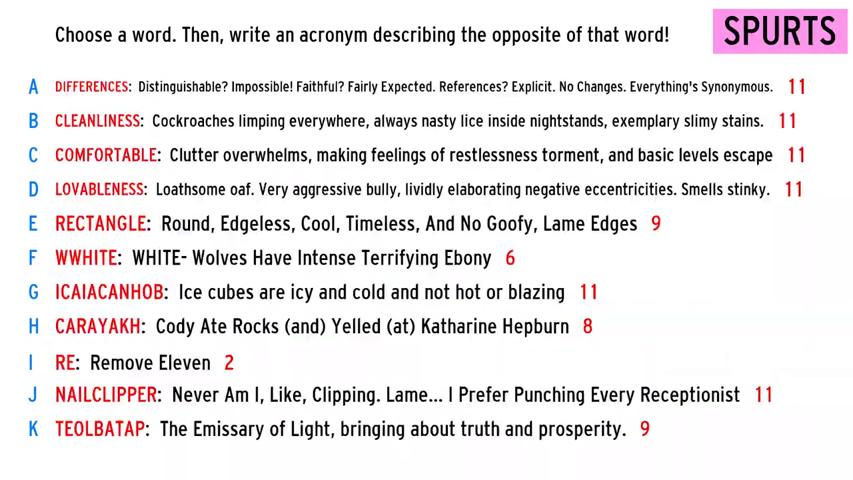 Choose a word. Then, write an acronym describing the opposite of that word!
SPURTS
A DIFFERENCES: Distinguishable? Impossible! Faithful? Fairly Expected. References? Explicit. No Changes. Everything's Synonymous. 11
B CLEANLINESS: Cockroaches limping everywhere, always nasty lice inside nightstands, exemplary slimy stains. 11
C COMFORTABLE: Clutter overwhelms, making feelings of restlessness torment, and basic levels escape 11
D LOVABLENESS: Loathsome oaf. Very aggressive bully, lividly elaborating negative eccentricities. Smells stinky. 11
E RECTANGLE: Round, Edgeless, Cool, Timeless, And No Goofy, Lame Edges 9
F WWHITE: WHITE- Wolves Have Intense Terrifying Ebony 6
G ICAIACANHOB: Ice cubes are icy and cold and not hot or blazing 11
H CARAYAKH: Cody Ate Rocks (and) Yelled (at) Katharine Hepburn 8
I RE: Remove Eleven 2
J NAILCLIPPER: Never Am I, Like, Clipping. Lame... I Prefer Punching Every Receptionist 11
K TEOLBATAP: The Emissary of Light, bringing about truth and prosperity. 9